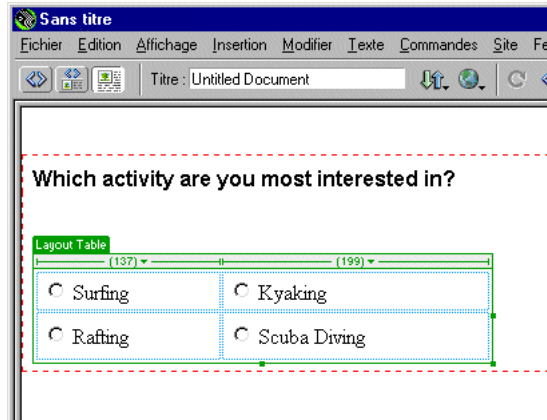 Sans titre
Fichier Edition Affichage Insertion Modifier Texte Commandes Site Fe
Titre : Untitled Document
Which activity are you most interested in?
Layout Table
(137) (199)
Surfing Kyaking
Rafting Scuba Diving